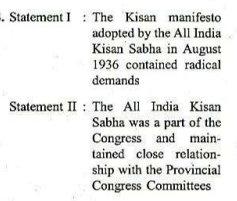 . Statement I : The Kisan manifesto
adopted by the All India
Kisan Sabha in August
1936 contained radical
demands
Statement II : The All India Kisan
Sabha was a part of the
Congress and main-
tained close relation-
ship with the Provincial
Congress Committees